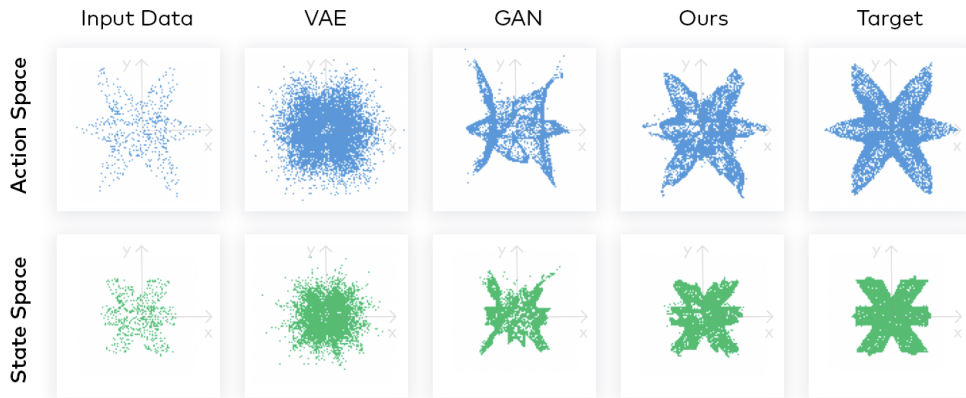 Input Data VAE GAN Ours Target
Action Space
y y y y y
x x x x x
State Space
y y y y y
x x x x x